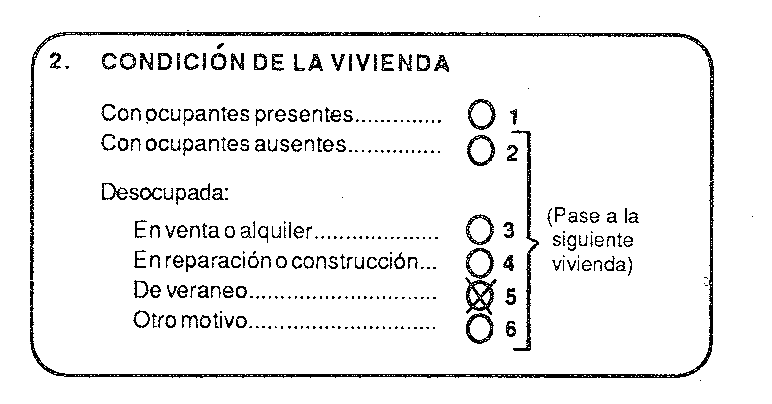 2. CONDICIÓN DE LA VIVIENDA
Con ocupantes presentes.............. 1
Con ocupantes ausentes............... 2
Desocupada:
En venta o alquiler.................... 3
En reparación o construcción... 4
De veraneo.............................. 5
Otro motivo.............................. 6
(Pase a la
siguiente
vivienda)